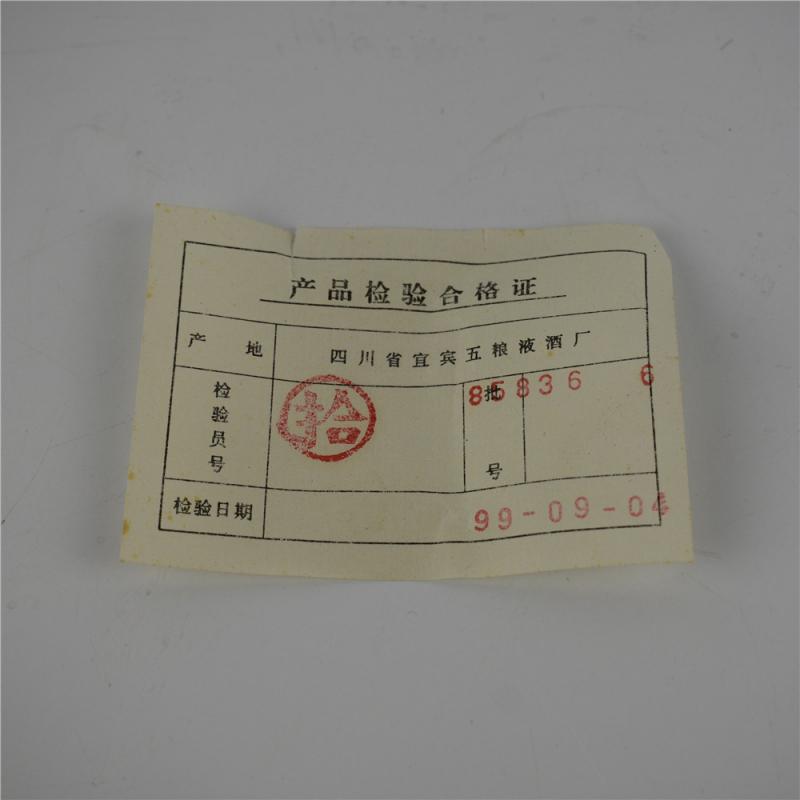 产品检验合格证
产地 四川省宜宾五粮液酒厂
检验员号 拾 批号 85836 6
检验日期 99-09-04